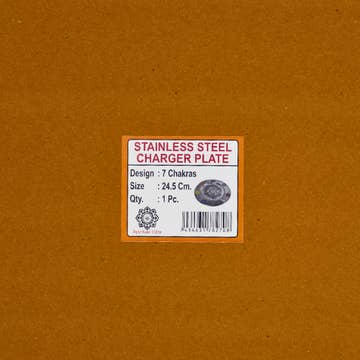 STAINLESS STEEL
CHARGER PLATE
Design : 7 Chakras
Size : 24.5 Cm.
Qty. : 1 Pc.